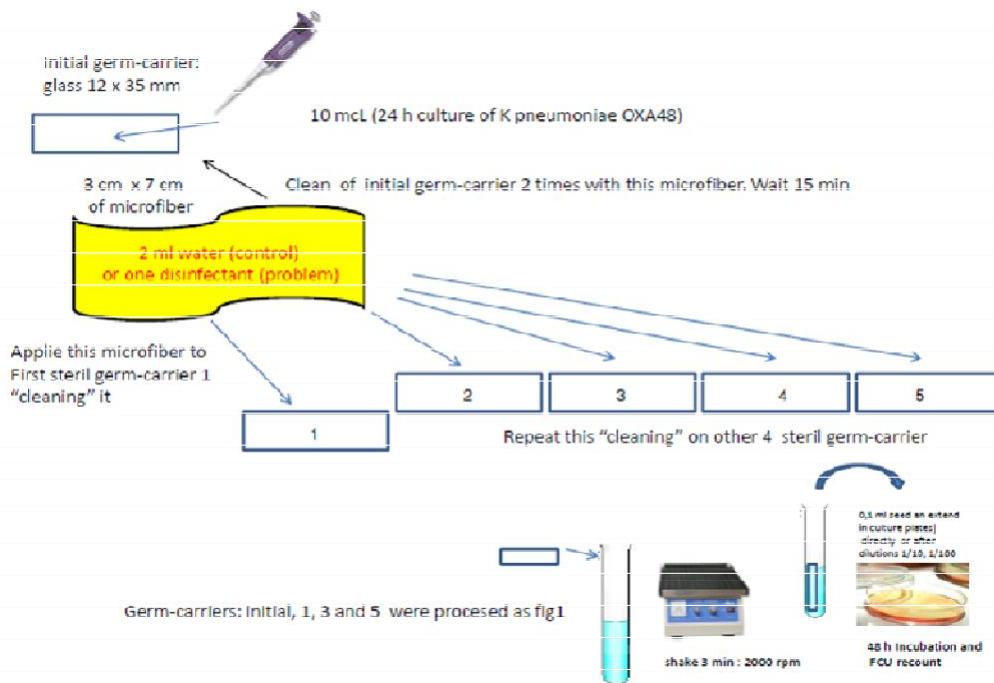 initial germ-carrier:
glass 12 x 35 mm
10 mcL (24 h culture of K pneumoniae OXA48)
3 cm x 7 cm
of microfiber
Clean of initial germ-carrier 2 times with this microfiber. Wait 15 min
2 ml water (control)
or one disinfectant (problem)
Applie this microfiber to
First steril germ-carrier 1
"cleaning" it
1
2
3
4
5
Repeat this "cleaning" on other 4 steril germ-carrier
0,1 ml seed an extend
in culture plates)
directly or after
dilutions 1/10, 1/100
Germ-carriers: initial, 1, 3 and 5 were procesed as fig1
shake 3 min : 2000 rpm
48 h Incubation and
FCU recount